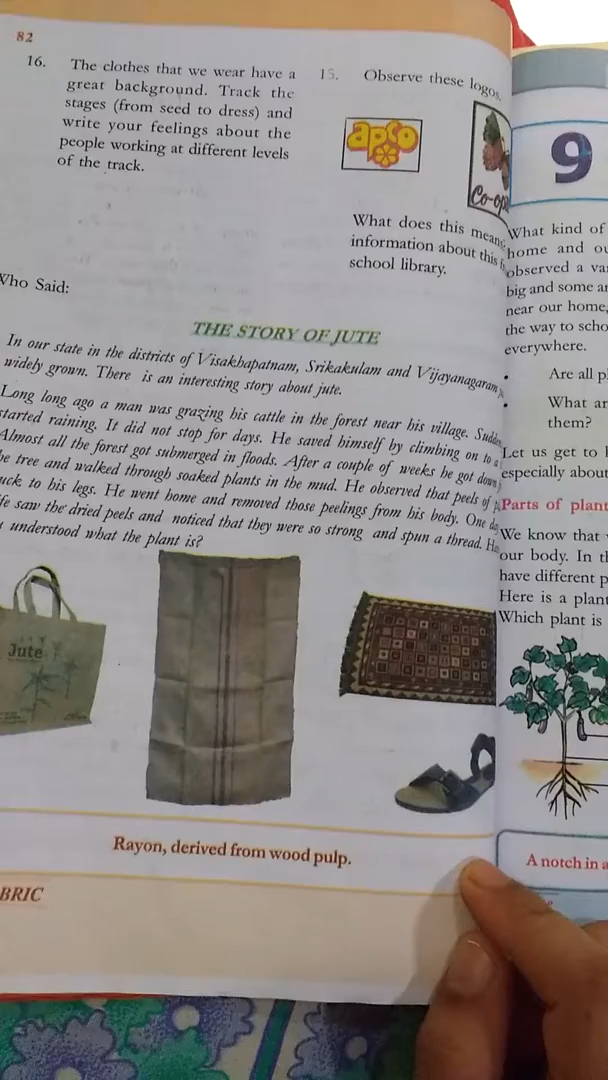 82
16. The clothes that we wear have a
great background. Track the
stages (from seed to dress) and
write your feelings about the
people working at different levels
of the track.
15. Observe these logos.
apco
Co-op
What does this mean
information about this
school library.
Who Said:
THE STORY OF JUTE
In our state in the districts of Visakhapatnam, Srikakulam and Vijayanagaram
widely grown. There is an interesting story about jute.
Long long ago a man was grazing his cattle in the forest near his village. Sudden
started raining. It did not stop for days. He saved himself by climbing on to a
Almost all the forest got submerged in floods. After a couple of weeks he got down
he tree and walked through soaked plants in the mud. He observed that peels of
uck to his legs. He went home and removed those peelings from his body. One da
ife saw the dried peels and noticed that they were so strong and spun a thread. Ha
understood what the plant is?
Jute
Rayon, derived from wood pulp.
BRIC
9
What kind of
home and ou
observed a va
big and some ar
near our home,
the way to scho
everywhere.
• Are all pl
• What ar
them?
Let us get to k
especially about
Parts of plant
We know that
our body. In th
have different p
Here is a plant
Which plant is
A notch in a